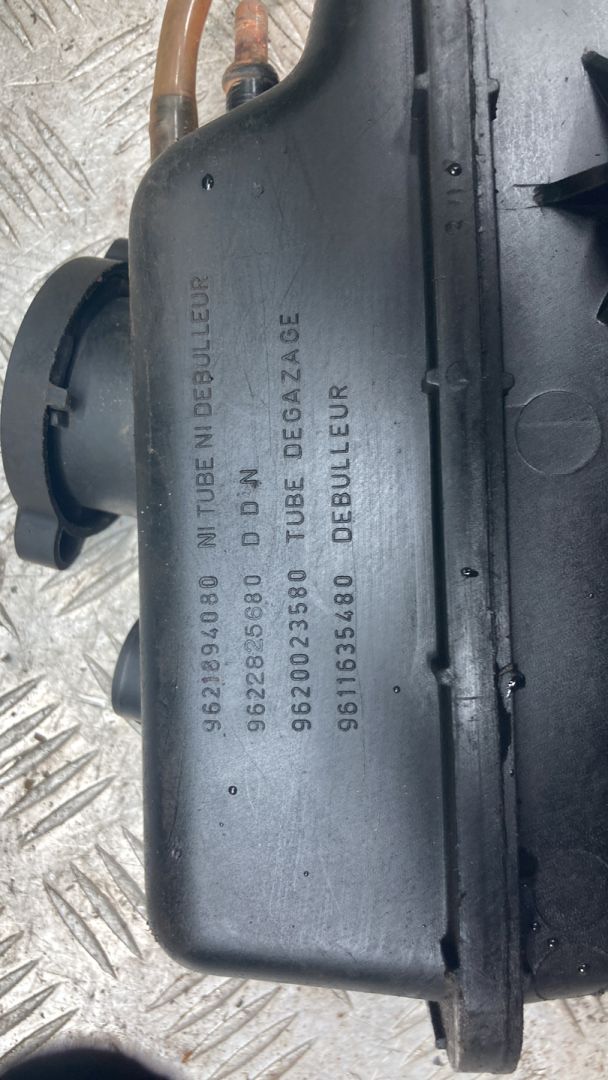 9621894080 NI TUBE NI DEBULLEUR
9622825680 D D N
9620023580 TUBE DEGAZAGE
9611635480 DEBULLEUR